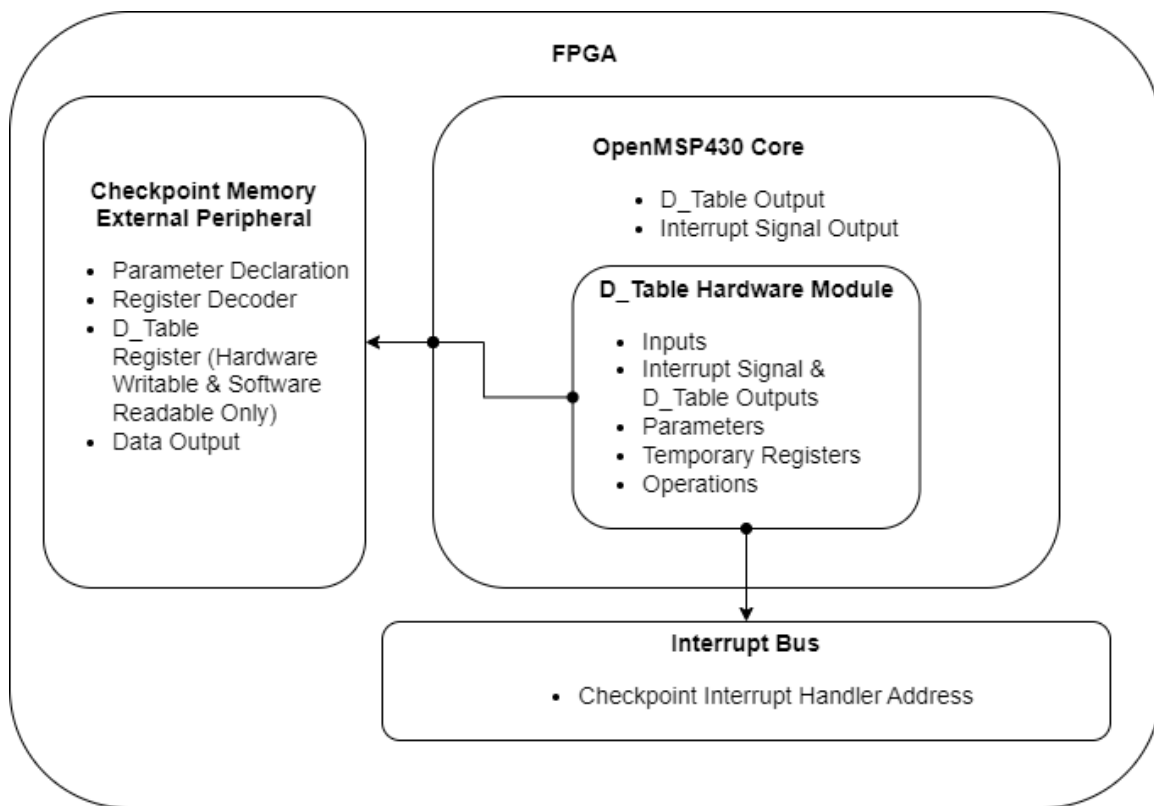 FPGA
Checkpoint Memory
External Peripheral
• Parameter Declaration
• Register Decoder
• D_Table
Register (Hardware
Writable & Software
Readable Only)
• Data Output
OpenMSP430 Core
• D_Table Output
• Interrupt Signal Output
D_Table Hardware Module
• Inputs
• Interrupt Signal &
D_Table Outputs
• Parameters
• Temporary Registers
• Operations
Interrupt Bus
• Checkpoint Interrupt Handler Address